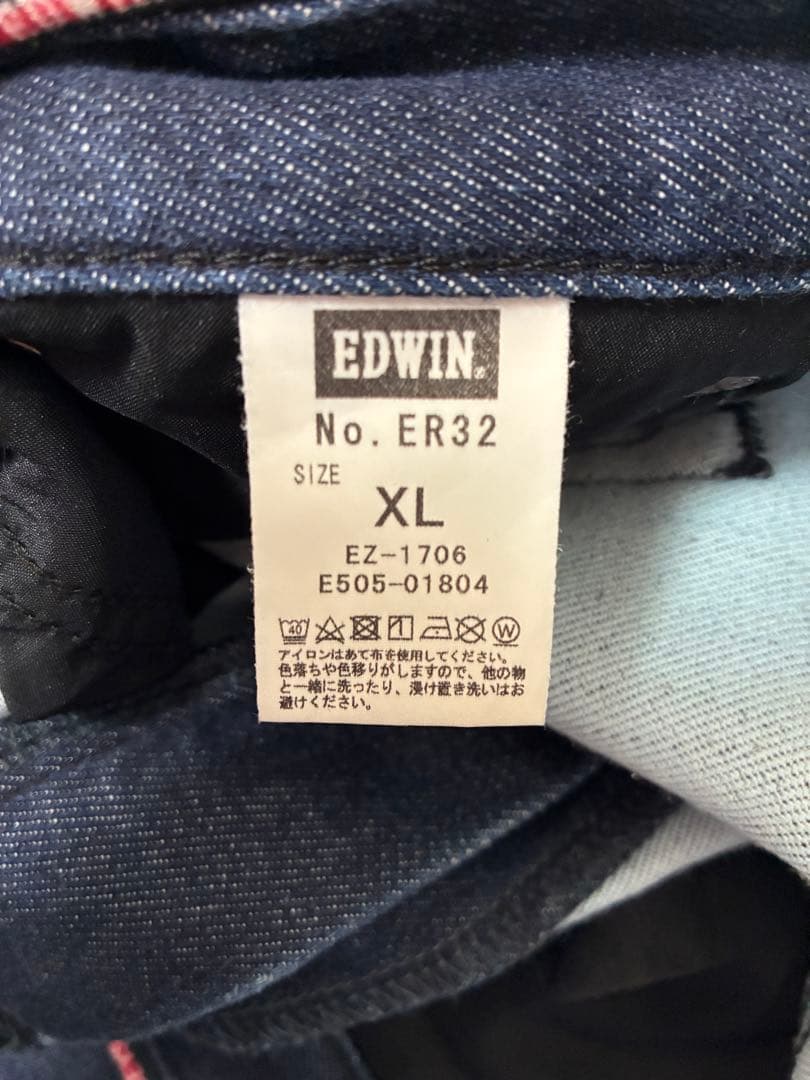 EDWIN®
No. ER32
SIZE
XL
EZ-1706
E505-01804
40 W
アイロンはあて布を使用してください。
色落ちや色移りがしますので、他の物
と一緒に洗ったり、漫け置き洗いはお
避けください。